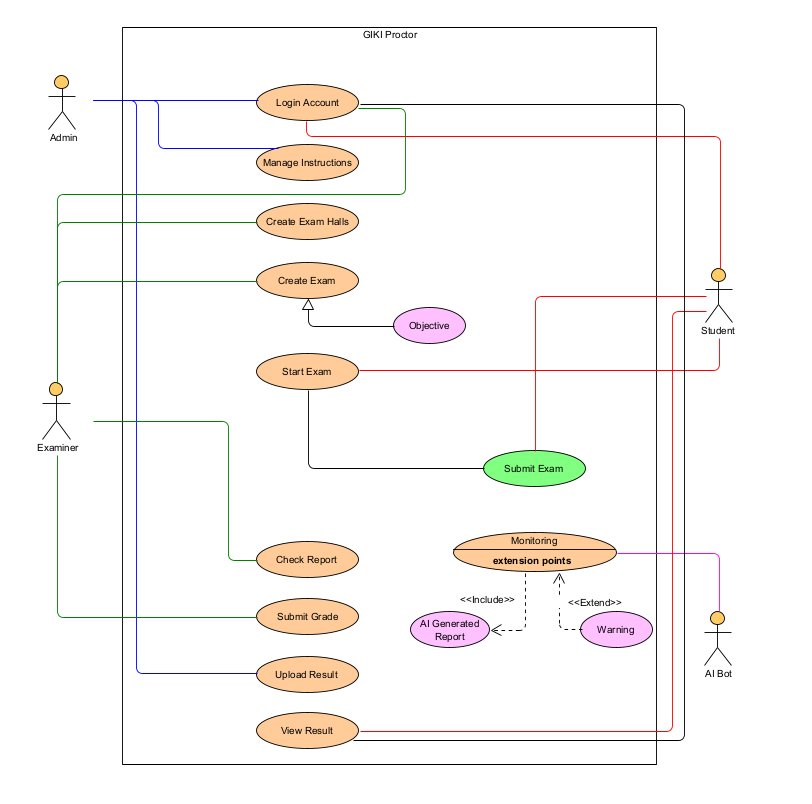 GIKI Proctor
Login Account
Admin
Manage Instructions
Create Exam Halls
Create Exam
Objective
Student
Start Exam
Examiner
Submit Exam
Monitoring
extension points
Check Report
<<Include>>
<<Extend>>
Submit Grade
AI Generated
Report
Warning
AI Bot
Upload Result
View Result